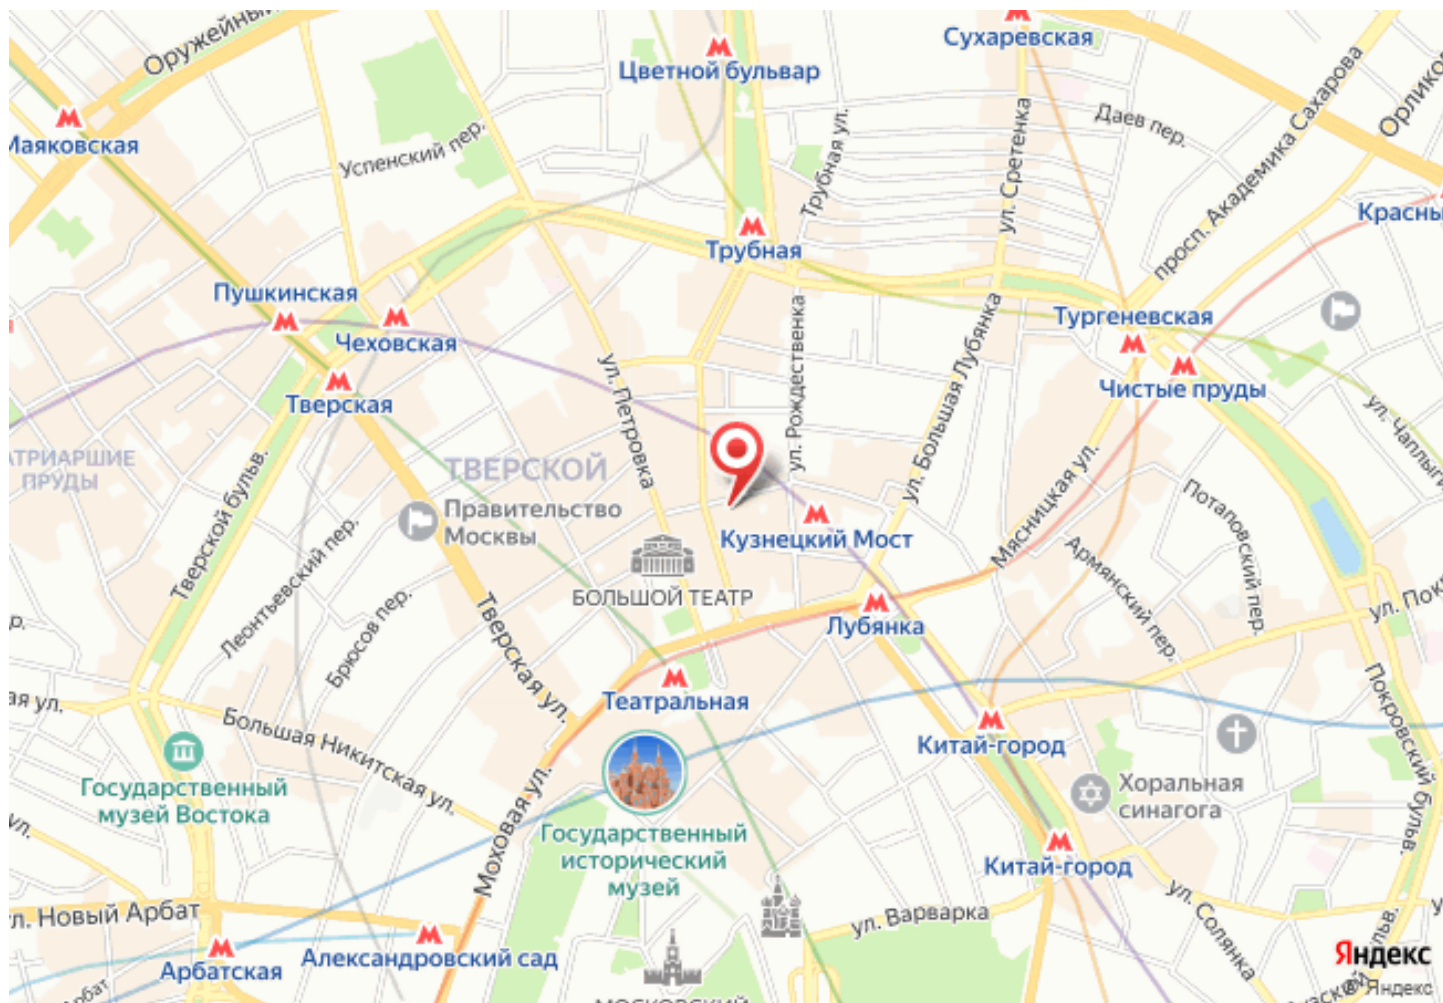 Оружейный
Цветной бульвар
Сухаревская
просп. Академика Сахарова
Даев пер.
Маяковская
Успенский пер.
Трубная ул.
ул. Сретенка
Трубная
Пушкинская
Чеховская
Тверская
ул. Петровка
ул. Рождественка
ул. Большая Лубянка
Тургеневская
Чистые пруды
ПРУДЫ
Тверской бульв.
ТВЕРСКОЙ
Правительство
Москвы
Кузнецкий Мост
Мясницкая ул.
Потаповский пер.
Армянский пер.
Леонтьевский пер.
Брюсов пер.
БОЛЬШОЙ ТЕАТР
Лубянка
Тверская ул.
Театральная
Большая Никитская ул.
Китай-город
Покровский бульв.
Государственный
музей Востока
Моховая ул.
Государственный
исторический
музей
Хоральная
синагога
Китай-город
ул. Новый Арбат
ул. Варварка
ул. Солянка
Арбатская
Александровский сад
Яндекс
© Яндекс